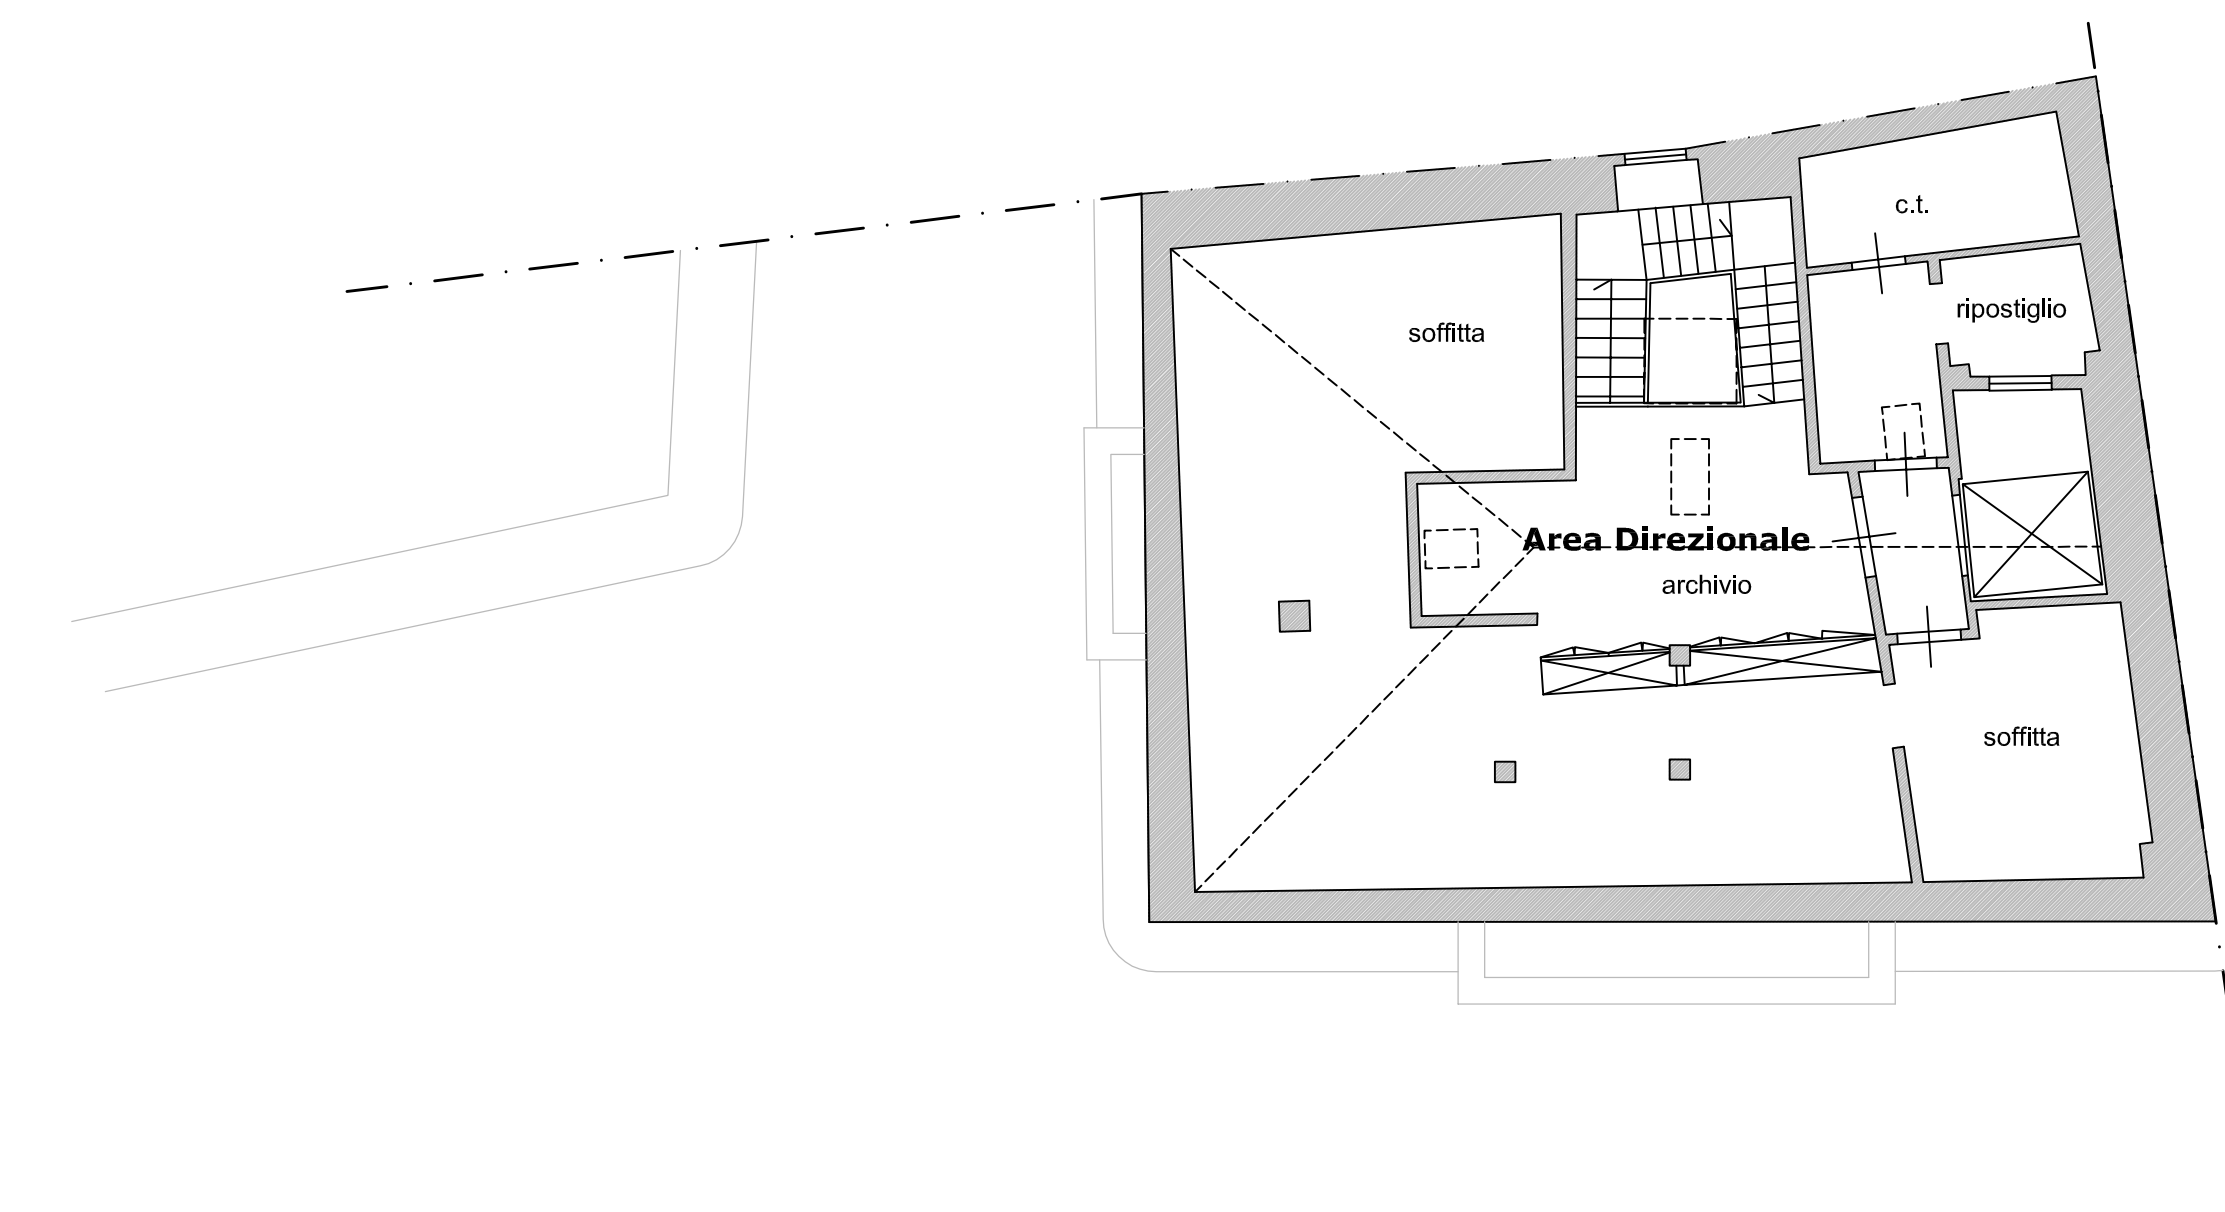 c.t.
ripostiglio
soffitta
Area Direzionale
archivio
soffitta